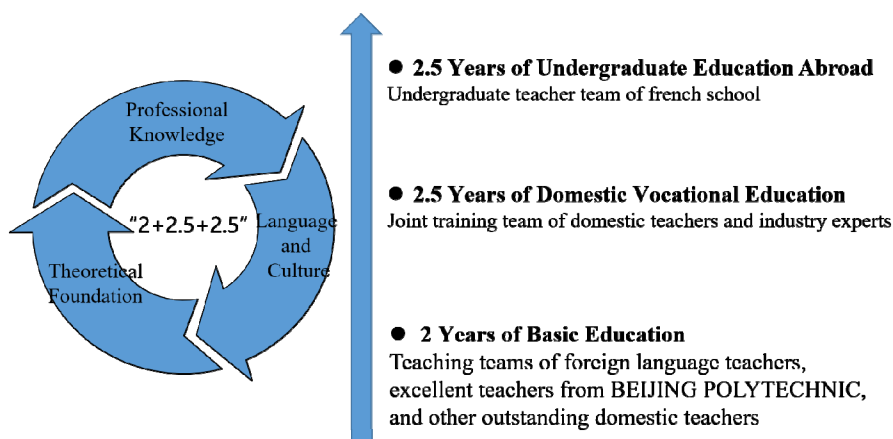 Professional
Knowledge
"2+2.5+2.5"
Language
and
Culture
Theoretical
Foundation
● 2.5 Years of Undergraduate Education Abroad
Undergraduate teacher team of french school
● 2.5 Years of Domestic Vocational Education
Joint training team of domestic teachers and industry experts
● 2 Years of Basic Education
Teaching teams of foreign language teachers,
excellent teachers from BEIJING POLYTECHNIC,
and other outstanding domestic teachers